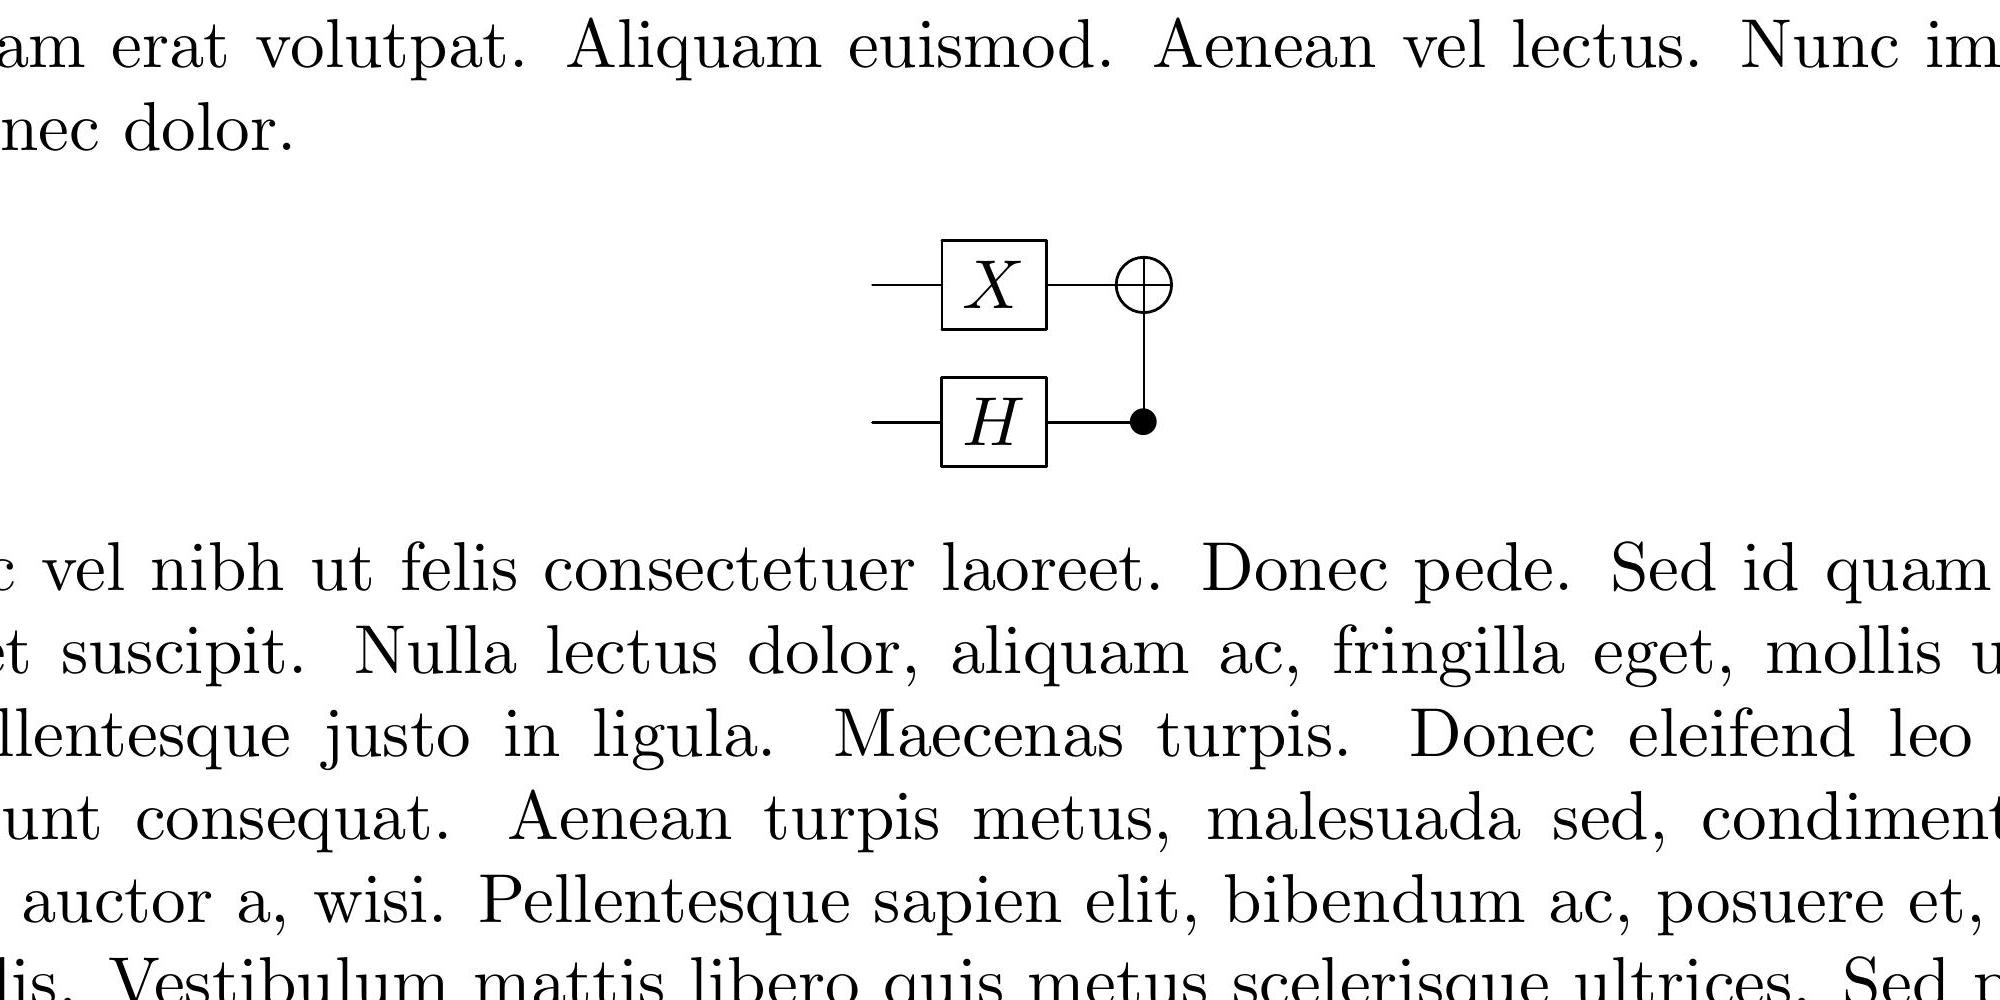 am erat volutpat. Aliquam euismod. Aenean vel lectus. Nunc im
nec dolor.
X
H
c vel nibh ut felis consectetuer laoreet. Donec pede. Sed id quam
et suscipit. Nulla lectus dolor, aliquam ac, fringilla eget, mollis u
llentesque justo in ligula. Maecenas turpis. Donec eleifend leo
unt consequat. Aenean turpis metus, malesuada sed, condiment
auctor a, wisi. Pellentesque sapien elit, bibendum ac, posuere et,
lis. Vestibulum mattis libero quis metus scelerisque ultrices. Sed